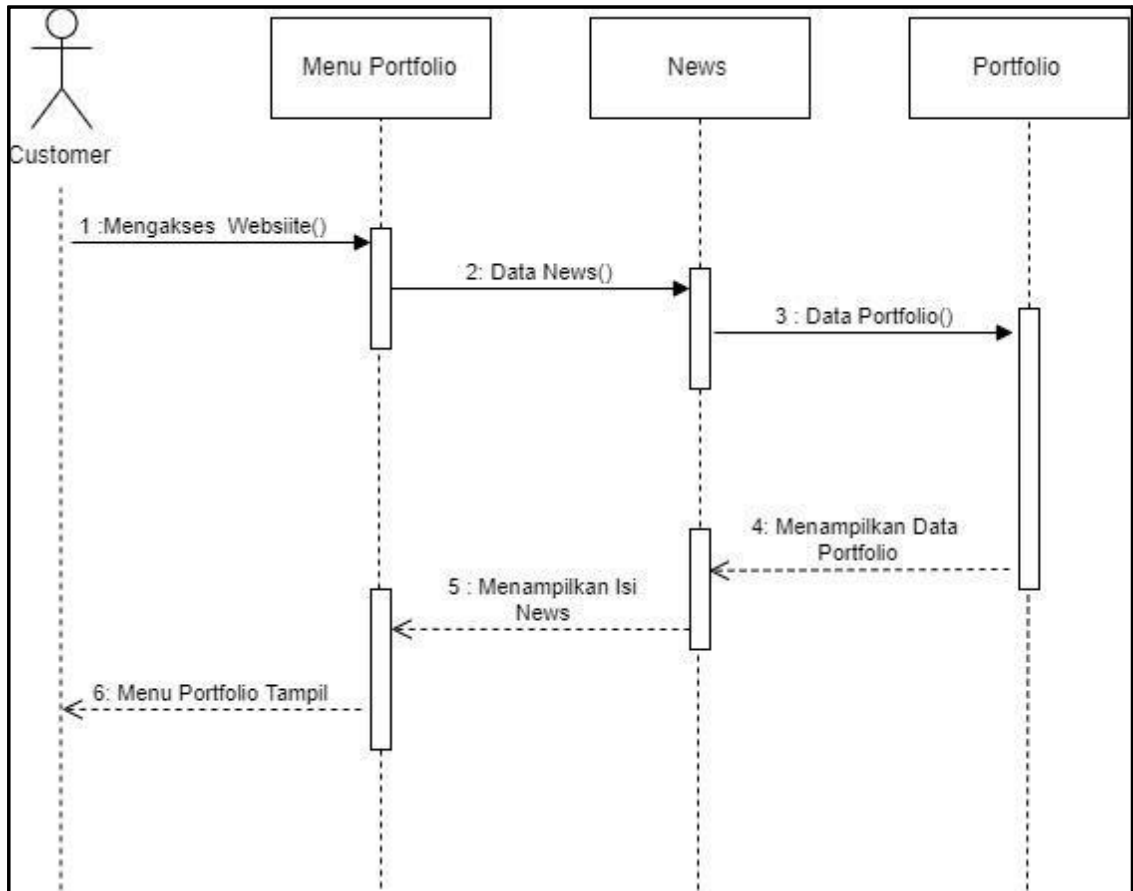 Menu Portfolio
News
Portfolio
Customer
1 :Mengakses Websiite()
2: Data News()
3 : Data Portfolio()
4: Menampilkan Data
Portfolio
5 : Menampilkan Isi
News
6: Menu Portfolio Tampil